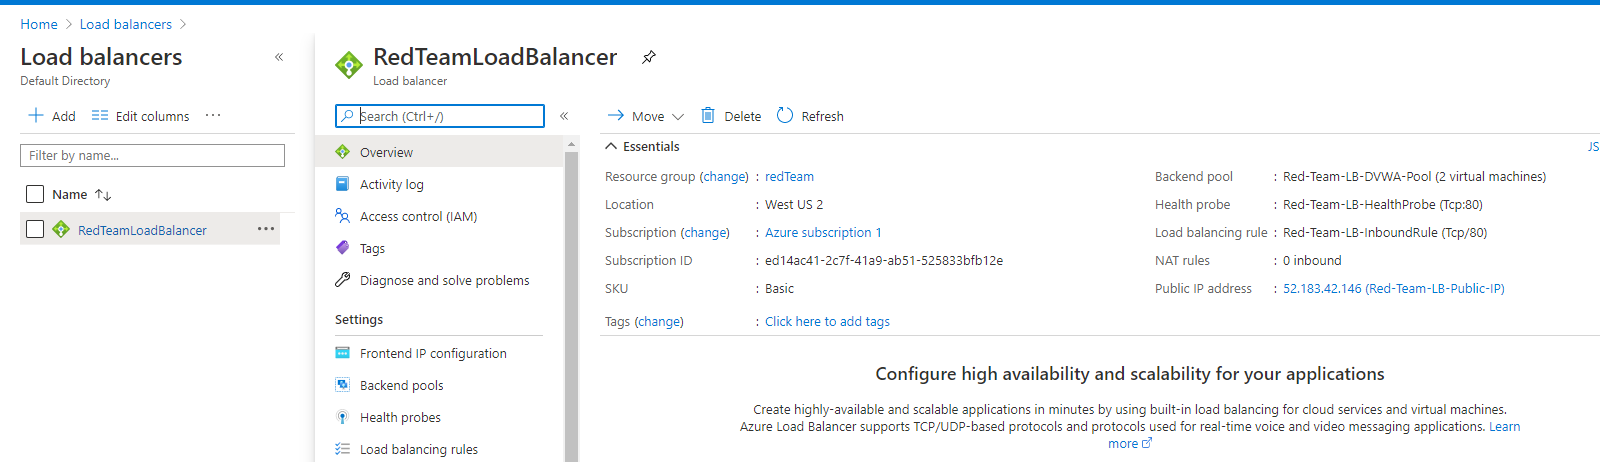 Home > Load balancers >
Load balancers «
Default Directory
+ Add Edit columns ...
Filter by name...
Name ↑↓
RedTeamLoadBalancer ...
RedTeamLoadBalancer
Load balancer
Search (Ctrl+/) «
Overview
Activity log
Access control (IAM)
Tags
Diagnose and solve problems
Settings
Frontend IP configuration
Backend pools
Health probes
Load balancing rules
Move Delete Refresh
Essentials JS
Resource group (change) : redTeam
Location : West US 2
Subscription (change) : Azure subscription 1
Subscription ID : ed14ac41-2c7f-41a9-ab51-525833bfb12e
SKU : Basic
Tags (change) : Click here to add tags
Backend pool : Red-Team-LB-DVWA-Pool (2 virtual machines)
Health probe : Red-Team-LB-HealthProbe (Tcp:80)
Load balancing rule : Red-Team-LB-InboundRule (Tcp/80)
NAT rules : 0 inbound
Public IP address : 52.183.42.146 (Red-Team-LB-Public-IP)
Configure high availability and scalability for your applications
Create highly-available and scalable applications in minutes by using built-in load balancing for cloud services and virtual machines.
Azure Load Balancer supports TCP/UDP-based protocols and protocols used for real-time voice and video messaging applications. Learn
more